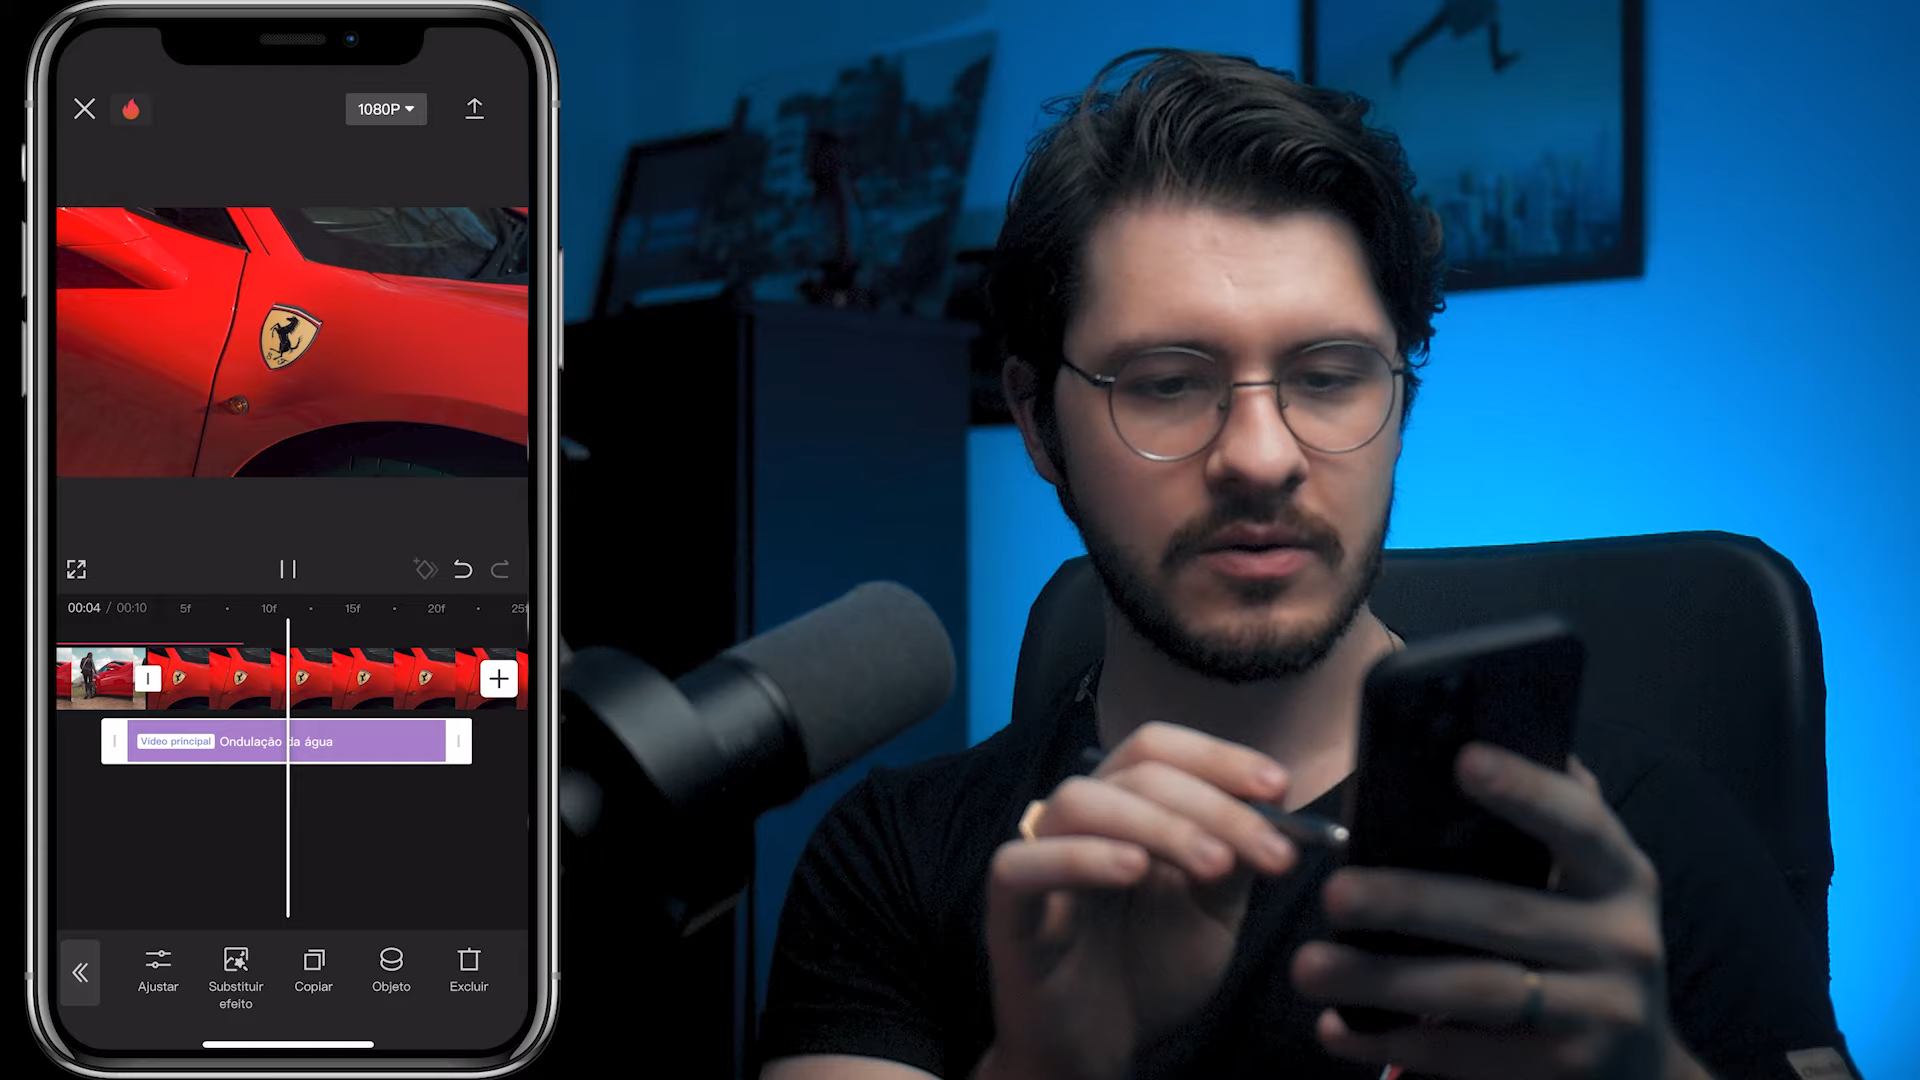 1080P
00:04 / 00:10 5f 10f 15f 20f 25f
Vídeo principal Ondulação da água
Ajustar
Substituir
efeito
Copiar
Objeto
Excluir